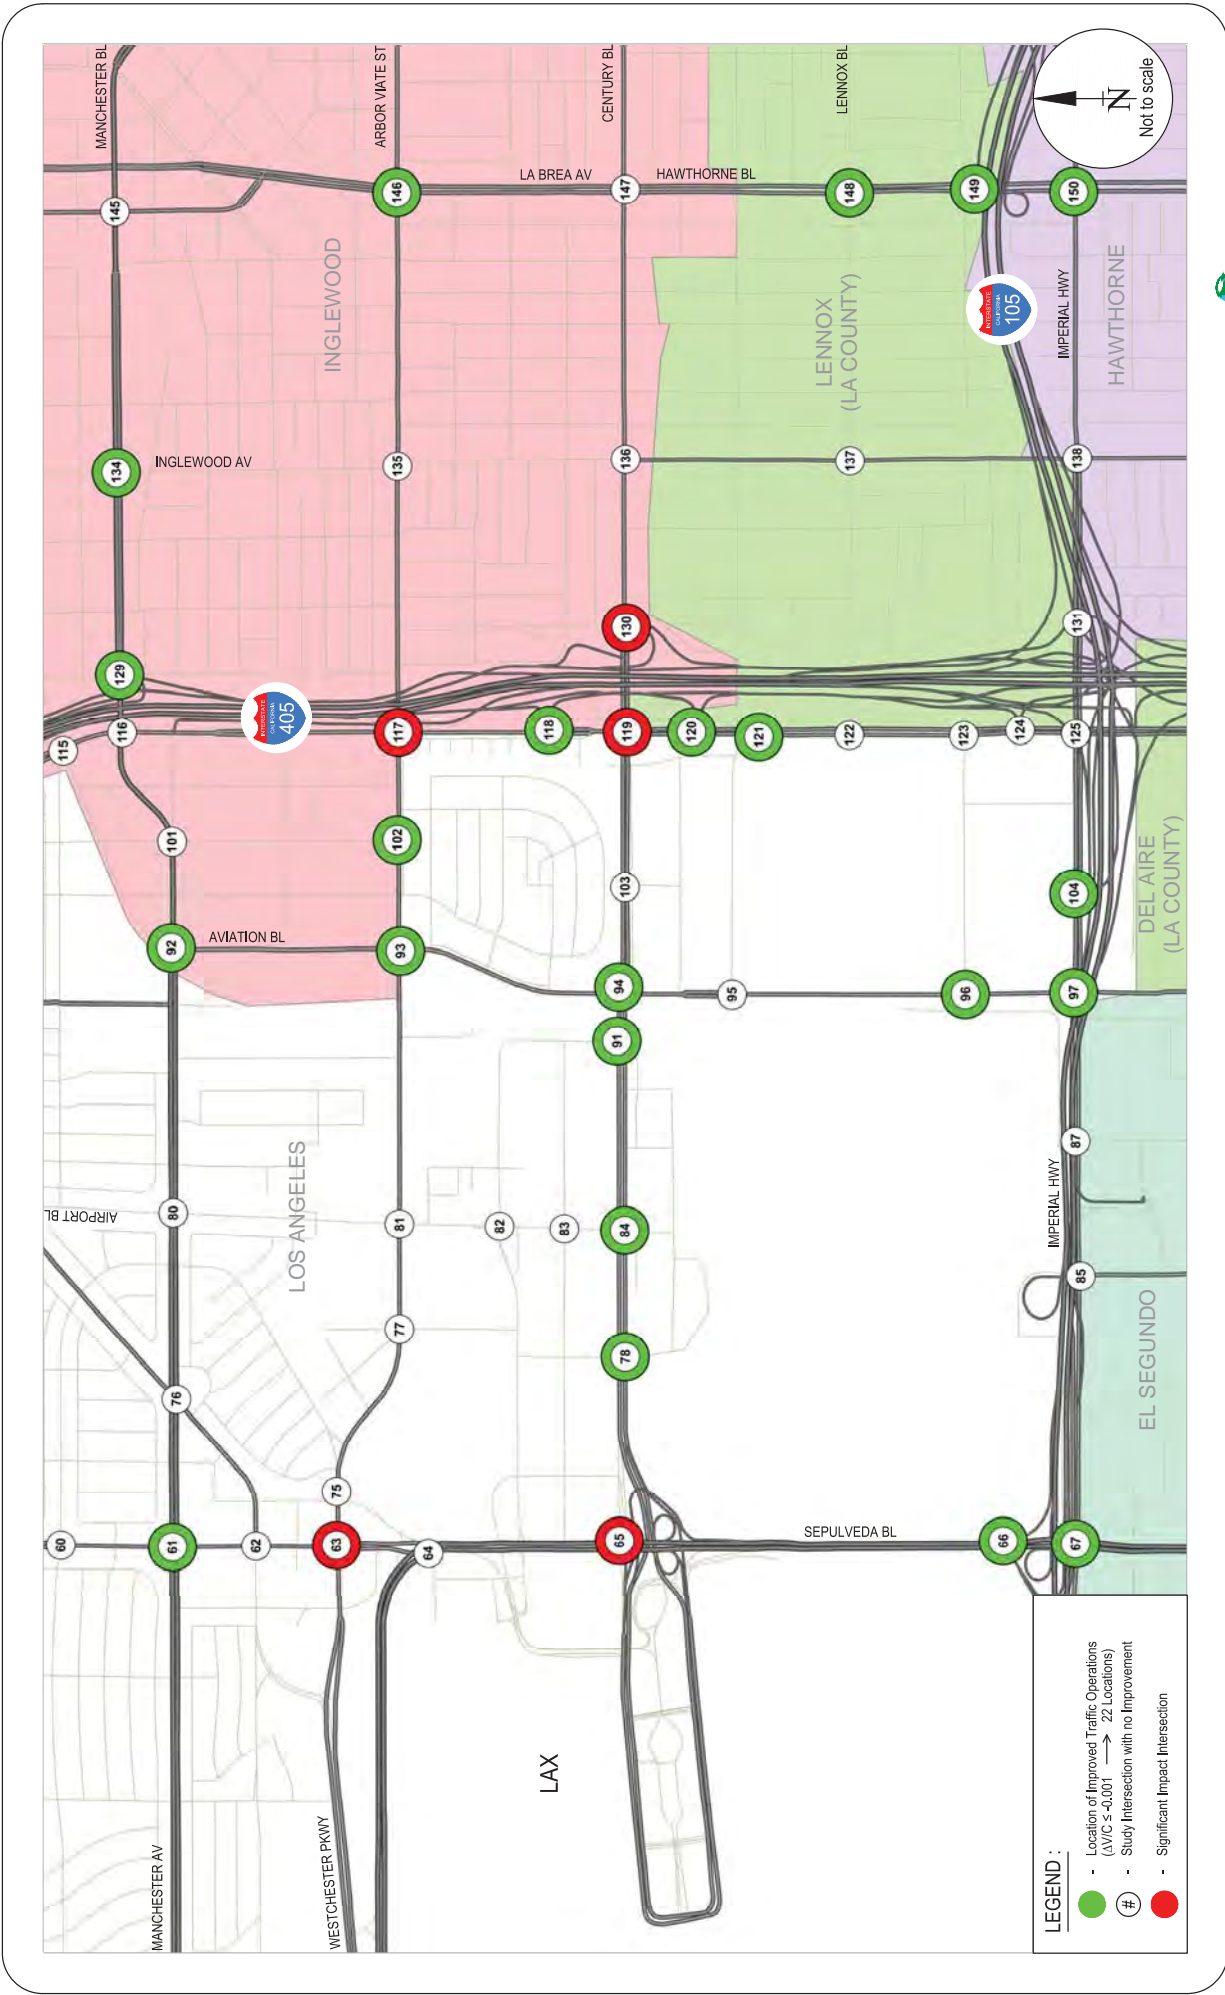 MANCHESTER BL
ARBOR VIATE ST
CENTURY BL
LENNOX BL
N
Not to scale
145
146
LA BREA AV
147
HAWTHORNE BL
148
149
150
INGLEWOOD
LENNOX
(LA COUNTY)
INTERSTATE
CALIFORNIA
105
IMPERIAL HWY
HAWTHORNE
134
INGLEWOOD AV
135
136
137
138
129
130
131
INTERSTATE
CALIFORNIA
405
115
116
117
118
119
120
121
122
123
124
125
101
102
103
104
DEL AIRE
(LA COUNTY)
92
AVIATION BL
93
94
95
96
97
91
LOS ANGELES
AIRPORT BL
80
81
82
83
84
87
IMPERIAL HWY
85
76
77
78
EL SEGUNDO
60
61
62
63
75
64
65
SEPULVEDA BL
66
67
LAX
MANCHESTER AV
WESTCHESTER PKWY
LEGEND :
- Location of Improved Traffic Operations
(ΔV/C ≤ -0.001 ⟶ 22 Locations)
# - Study Intersection with no Improvement
- Significant Impact Intersection